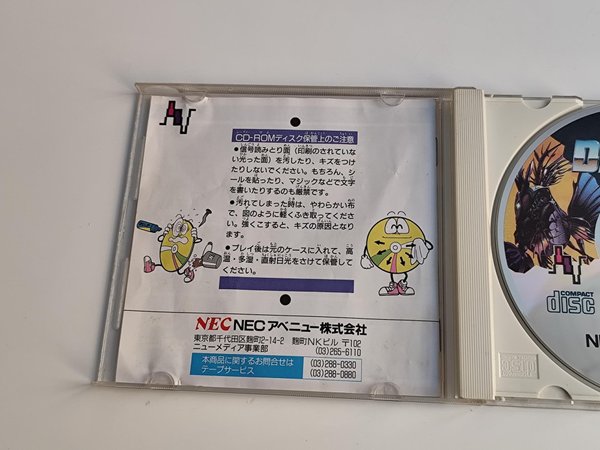 CD-ROMディスク保管上のご注意
●信号読みとり面（印刷のされていな
い光った面）を汚したり、キズをつけ
たりしないでください。もちろん、シ
ールを貼ったり、マジックなどで文字
を書いたりするのも厳禁です。
●汚れてしまった時は、やわらかい布
で、図のように軽くふき取ってくださ
い。強くこすると、キズの原因となり
ます。
●プレイ後は元のケースに入れて、高
温・多湿・直射日光をさけて保管して
ください。
NEC NEC アベニュー株式会社
東京都千代田区麹町2-14-2 麹町NKビル 〒102
ニューメディア事業部 (03)265-6110
本商品に関するお問合せは (03)288-0330
テープサービス (03)288-0880
COMPACT
disc